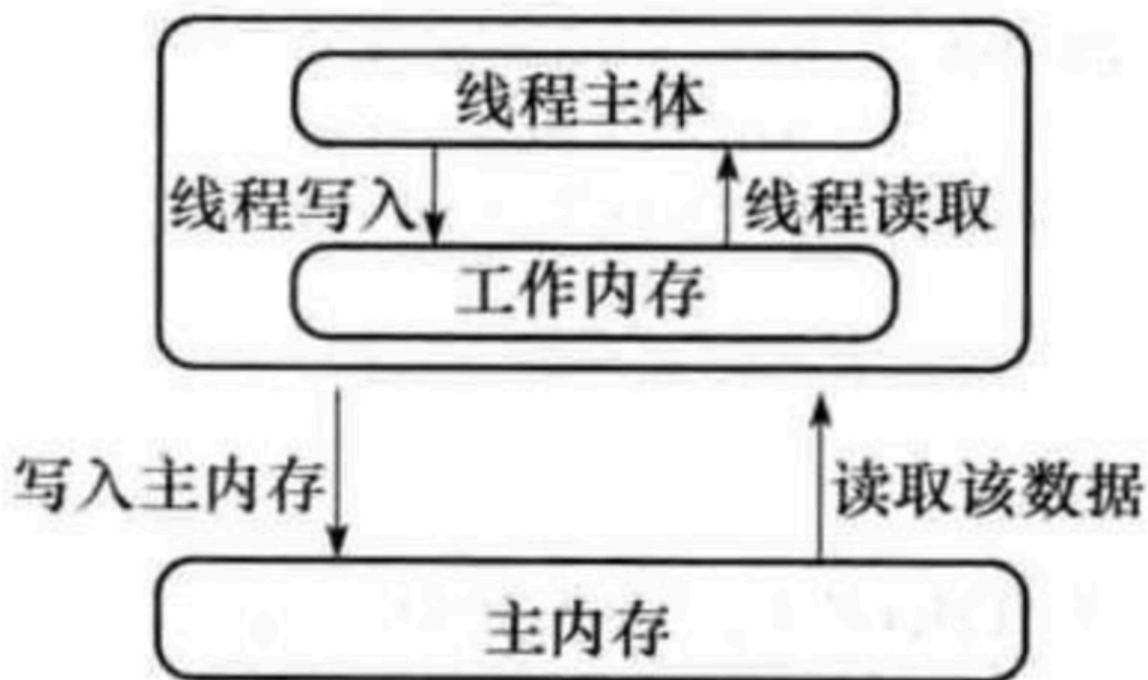 线程主体
线程写入
线程读取
工作内存
写入主内存
读取该数据
主内存